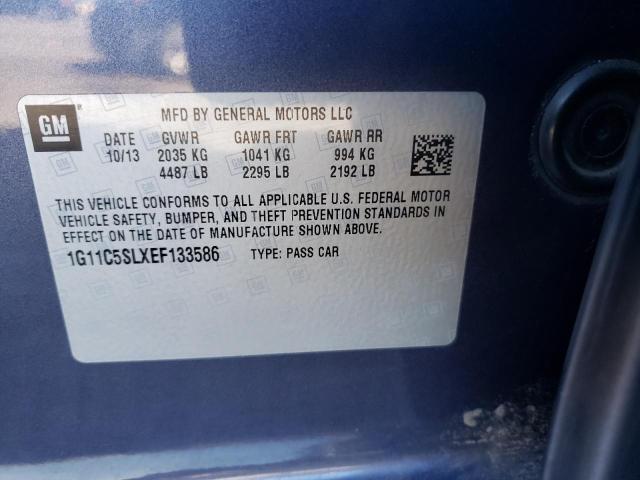 GM ®
MFD BY GENERAL MOTORS LLC
DATE GVWR GAWR FRT GAWR RR
10/13 2035 KG 1041 KG 994 KG
4487 LB 2295 LB 2192 LB
THIS VEHICLE CONFORMS TO ALL APPLICABLE U.S. FEDERAL MOTOR
VEHICLE SAFETY, BUMPER, AND THEFT PREVENTION STANDARDS IN
EFFECT ON THE DATE OF MANUFACTURE SHOWN ABOVE.
1G11C5SLXEF133586 TYPE: PASS CAR